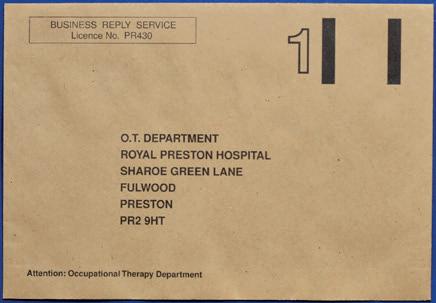 BUSINESS REPLY SERVICE
Licence No. PR430
1
O.T. DEPARTMENT
ROYAL PRESTON HOSPITAL
SHAROE GREEN LANE
FULWOOD
PRESTON
PR2 9HT
Attention: Occupational Therapy Department